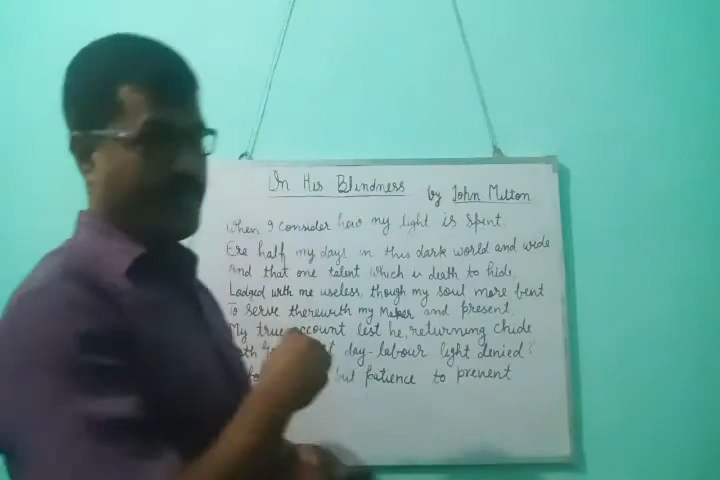 On His Blindness
by John Milton
When I consider how my light is spent.
Ere half my days in this dark world and wide
And that one talent which is death to hide,
Lodged with me useless, though my soul more bent
To serve therewith my Maker and present.
My true account lest he, returning chide
day-labour light denied?
but patience to prevent